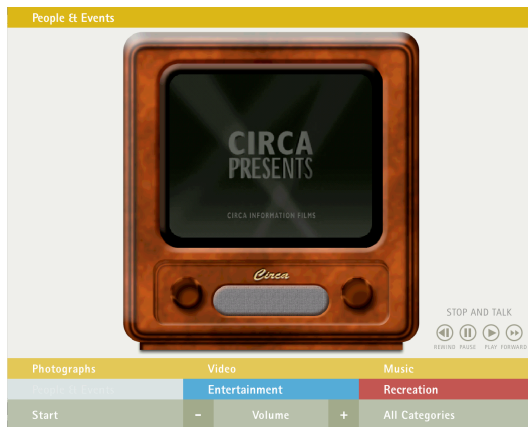 People & Events
CIRCA
PRESENTS
CIRCA INFORMATION FILMS
Circa
STOP AND TALK
REWIND PAUSE PLAY FORWARD
Photographs Video Music
People & Events Entertainment Recreation
Start - Volume + All Categories